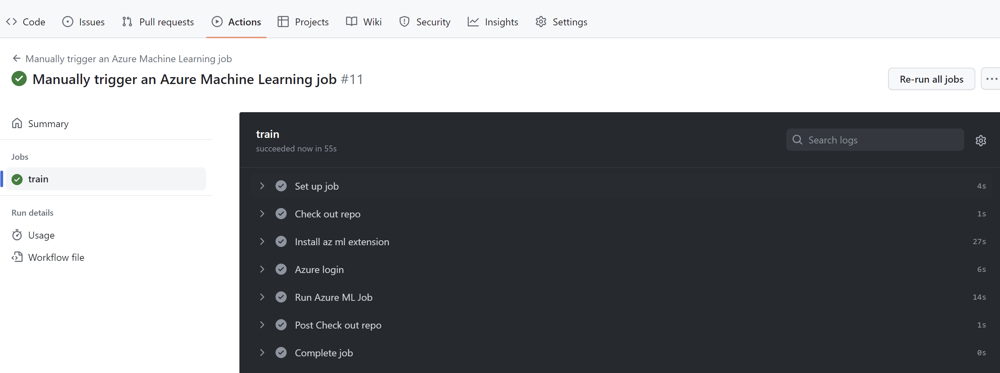 Code Issues Pull requests Actions Projects Wiki Security Insights Settings
Manually trigger an Azure Machine Learning job
Manually trigger an Azure Machine Learning job #11
Re-run all jobs
Summary
Jobs
train
Run details
Usage
Workflow file
train
succeeded now in 55s
Search logs
Set up job 4s
Check out repo 1s
Install az ml extension 27s
Azure login 6s
Run Azure ML Job 14s
Post Check out repo 1s
Complete job 0s